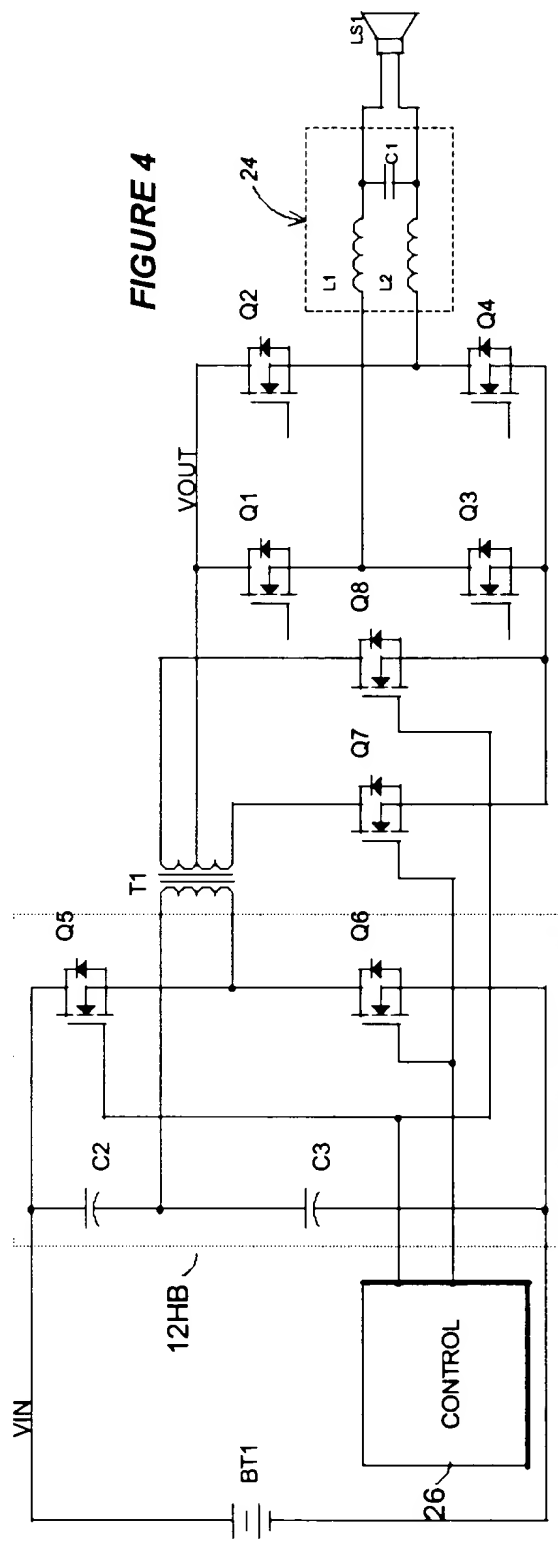 FIGURE 4
VIN
BT1
26
CONTROL
12HB
C2
C3
Q5
Q6
T1
Q7
Q8
VOUT
Q1
Q3
Q2
Q4
24
L1
L2
C1
LS1